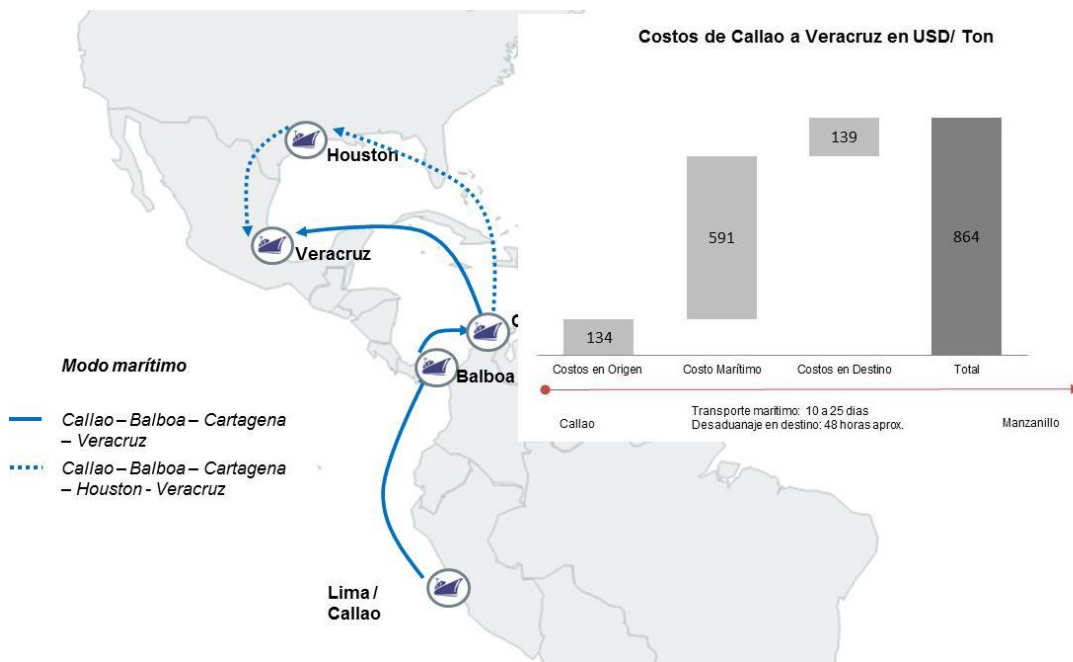 Costos de Callao a Veracruz en USD/ Ton
139
591
864
134
Costos en Origen
Costo Marítimo
Costos en Destino
Total
Transporte marítimo: 10 a 25 dias
Desaduanaje en destino: 48 horas aprox.
Callao
Manzanillo
Houston
Veracruz
C
Balboa
Lima /
Callao
Modo marítimo
Callao – Balboa – Cartagena
– Veracruz
Callao – Balboa – Cartagena
– Houston - Veracruz